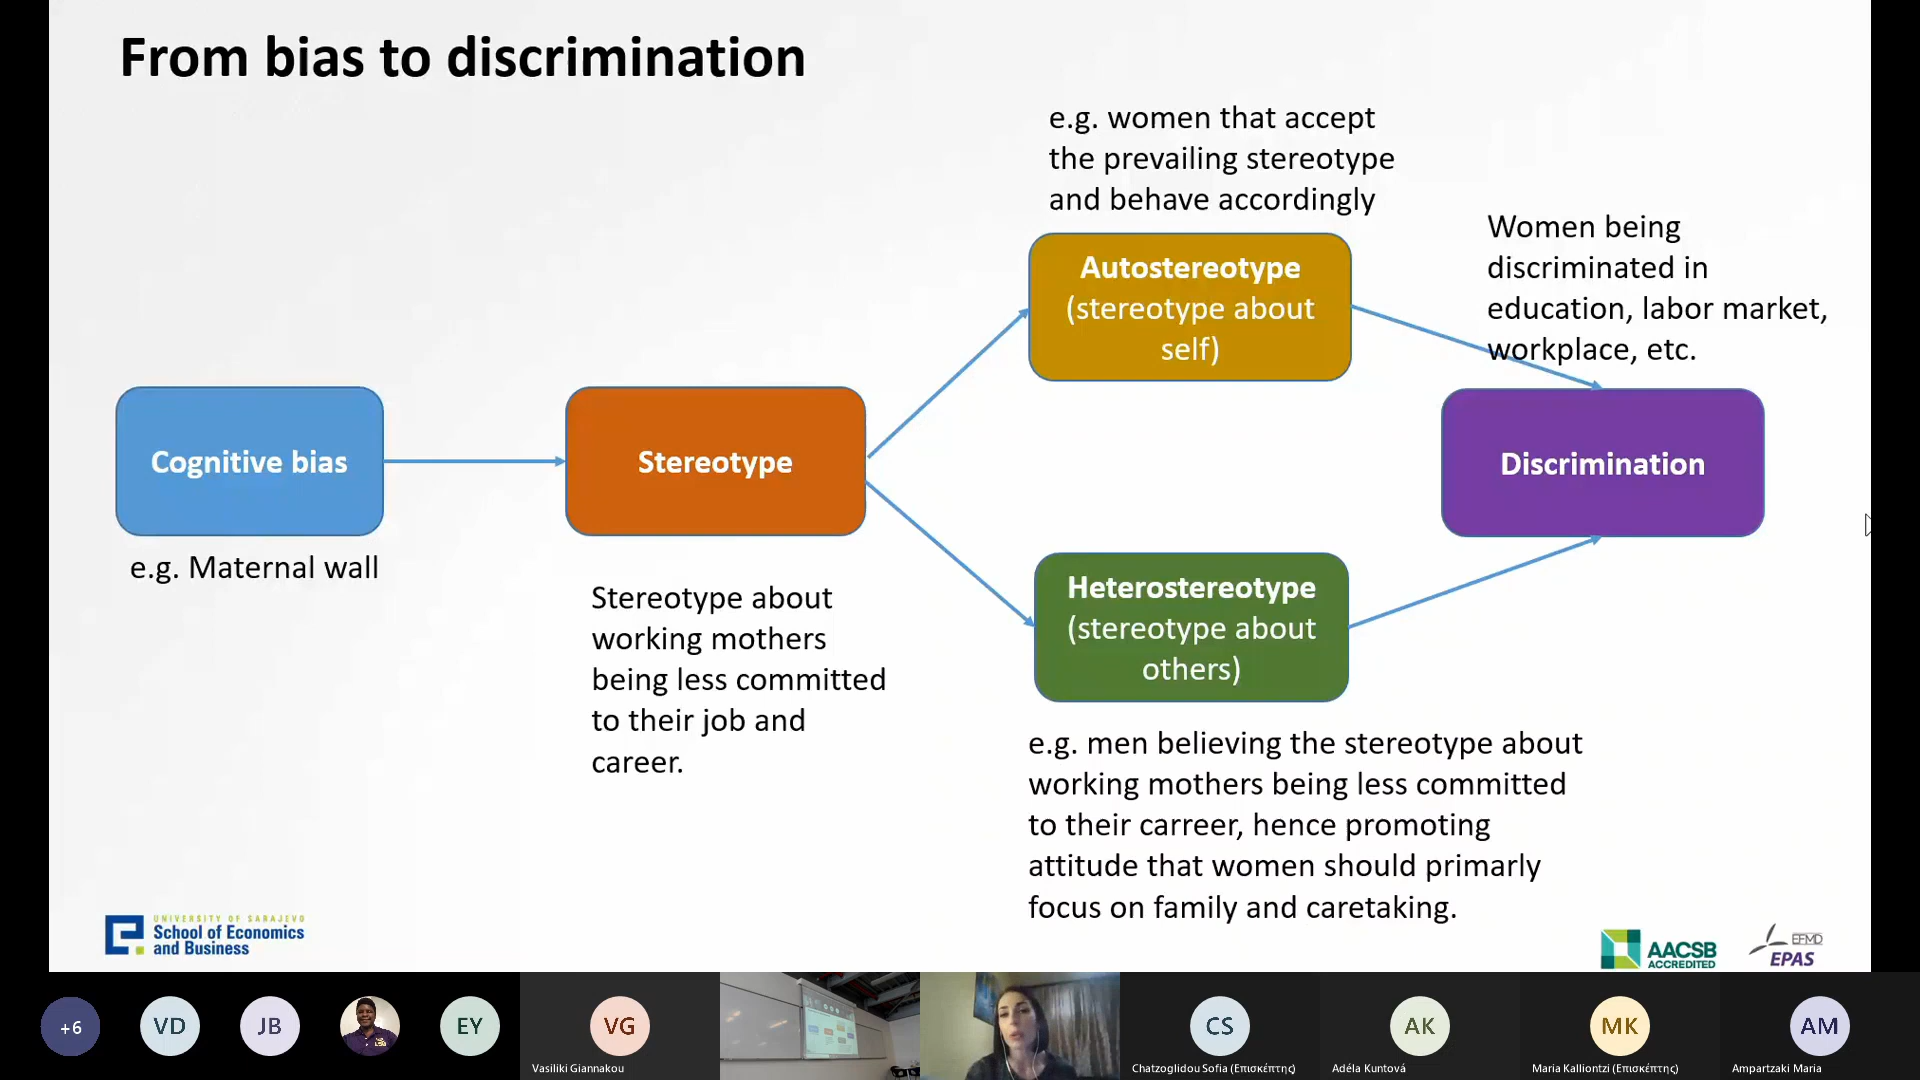 From bias to discrimination
e.g. women that accept
the prevailing stereotype
and behave accordingly
Women being
discriminated in
education, labor market,
workplace, etc.
Autostereotype
(stereotype about
self)
Cognitive bias
Stereotype
Discrimination
e.g. Maternal wall
Stereotype about
working mothers
being less committed
to their job and
career.
Heterostereotype
(stereotype about
others)
e.g. men believing the stereotype about
working mothers being less committed
to their carreer, hence promoting
attitude that women should primarly
focus on family and caretaking.
UNIVERSITY OF SARAJEVO
School of Economics
and Business
AACSB
ACCREDITED
EFMD
EPAS
+6
VD
JB
EY
VG
CS
AK
MK
AM
Vasiliki Giannakou
Chatzoglidou Sofia (Επισκέπτης)
Adéla Kuntová
Maria Kalliontzi (Επισκέπτης)
Ampartzaki Maria